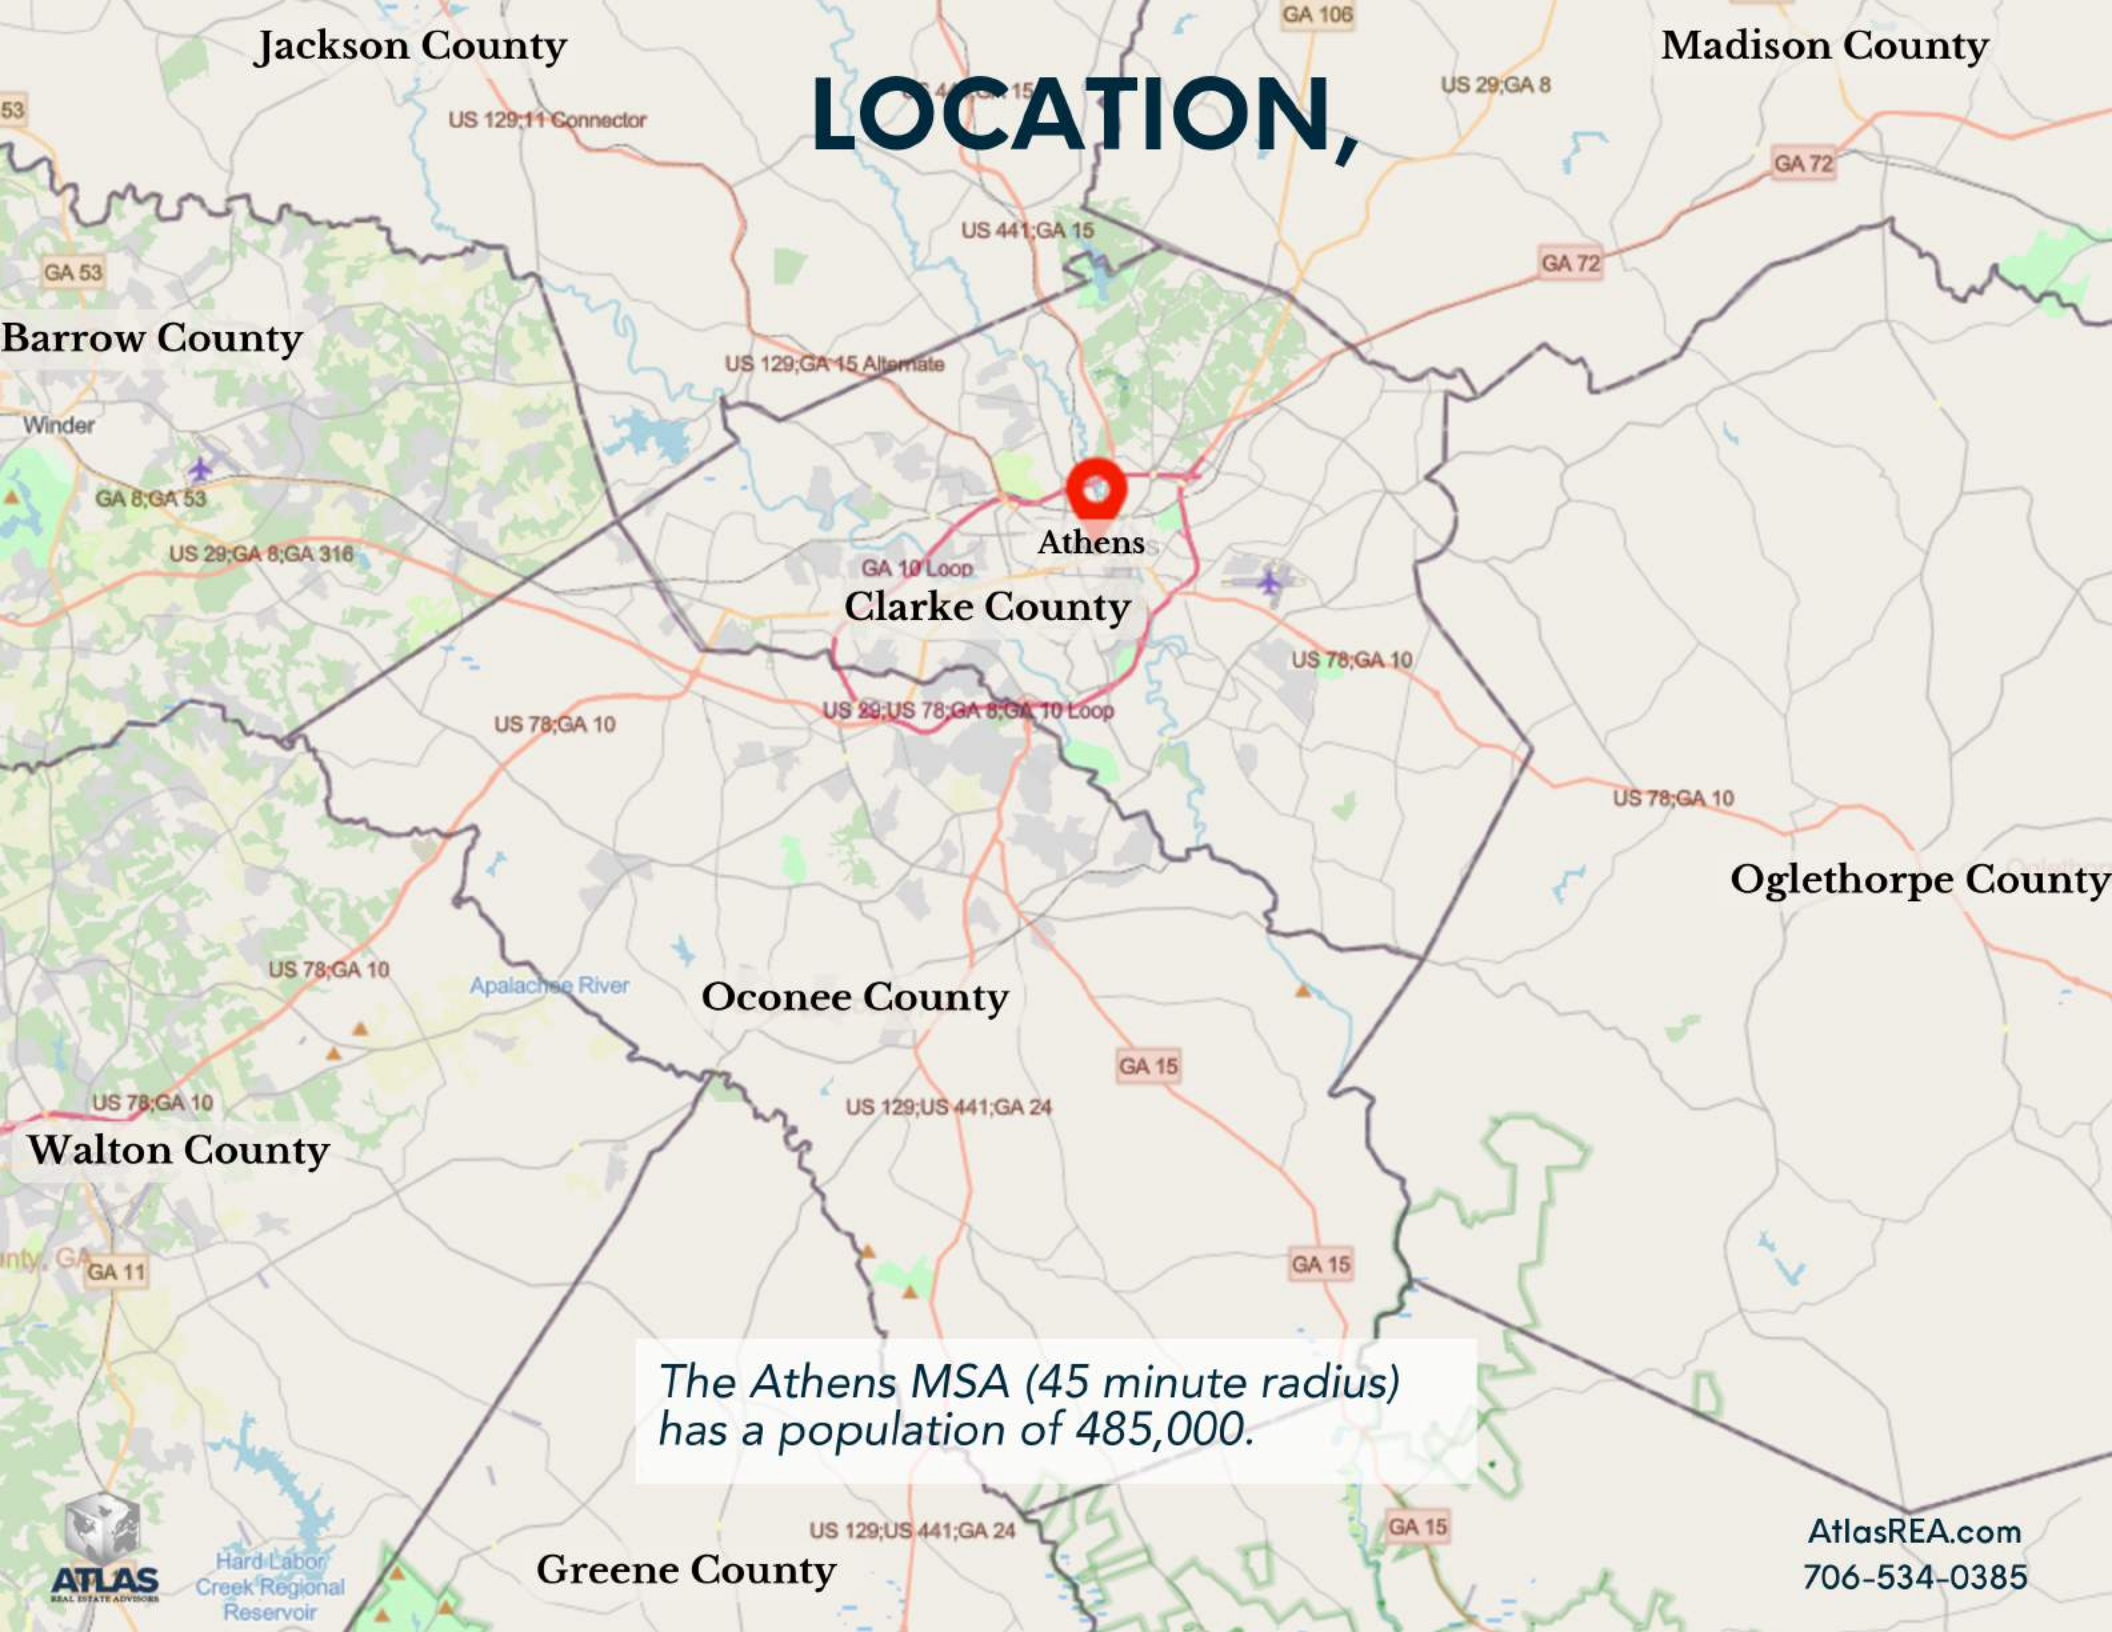 GA 106
Jackson County
Madison County
LOCATION,
US 29;GA 8
53
US 129;11 Connector
GA 72
US 441;GA 15
GA 72
GA 53
Barrow County
US 129;GA 15 Alternate
Winder
GA 8;GA 53
US 29;GA 8;GA 316
Athens
GA 10 Loop
Clarke County
US 78;GA 10
US 78;GA 10
US 29;US 78;GA 8;GA 10 Loop
US 78;GA 10
Oglethorpe County
US 78;GA 10
Apalachee River
Oconee County
GA 15
US 78;GA 10
US 129;US 441;GA 24
Walton County
GA 15
GA 11
The Athens MSA (45 minute radius)
has a population of 485,000.
US 129;US 441;GA 24
GA 15
AtlasREA.com
706-534-0385
Greene County
Hard Labor
Creek Regional
Reservoir
ATLAS
REAL ESTATE ADVISORS